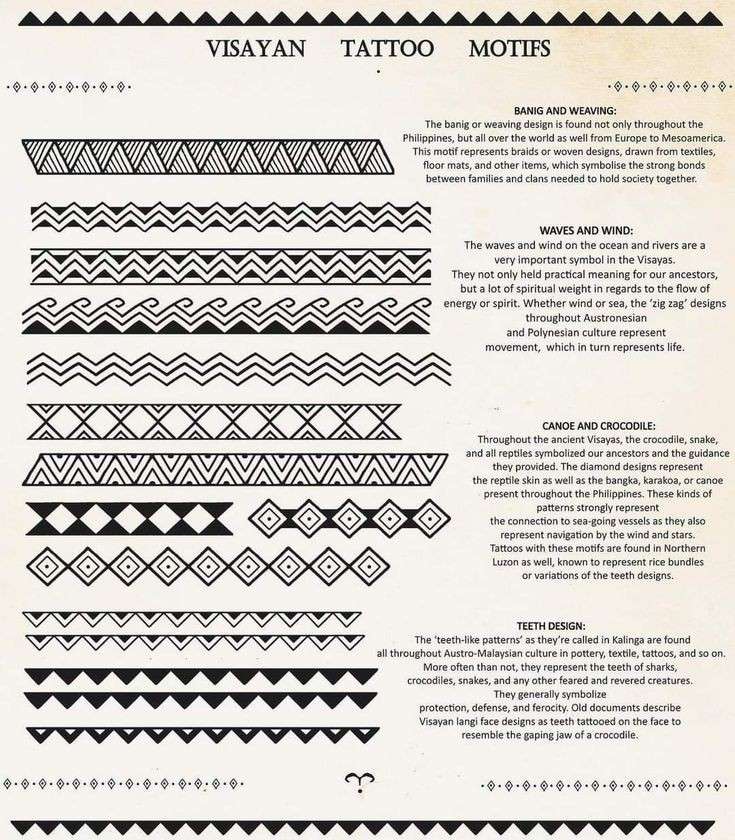 VISAYAN TATTOO MOTIFS
BANIG AND WEAVING:
The banig or weaving design is found not only throughout the
Philippines, but all over the world as well from Europe to Mesoamerica.
This motif represents braids or woven designs, drawn from textiles,
floor mats, and other items, which symbolise the strong bonds
between families and clans needed to hold society together.
WAVES AND WIND:
The waves and wind on the ocean and rivers are a
very important symbol in the Visayas.
They not only held practical meaning for our ancestors,
but a lot of spiritual weight in regards to the flow of
energy or spirit. Whether wind or sea, the ‘zig zag’ designs
throughout Austronesian
and Polynesian culture represent
movement, which in turn represents life.
CANOE AND CROCODILE:
Throughout the ancient Visayas, the crocodile, snake,
and all reptiles symbolized our ancestors and the guidance
they provided. The diamond designs represent
the reptile skin as well as the bangka, karakoa, or canoe
present throughout the Philippines. These kinds of
patterns strongly represent
the connection to sea-going vessels as they also
represent navigation by the wind and stars.
Tattoos with these motifs are found in Northern
Luzon as well, known to represent rice bundles
or variations of the teeth designs.
TEETH DESIGN:
The ‘teeth-like patterns’ as they’re called in Kalinga are found
all throughout Austro-Malaysian culture in pottery, textile, tattoos, and so on.
More often than not, they represent the teeth of sharks,
crocodiles, snakes, and any other feared and revered creatures.
They generally symbolize
protection, defense, and ferocity. Old documents describe
Visayan langi face designs as teeth tattooed on the face to
resemble the gaping jaw of a crocodile.